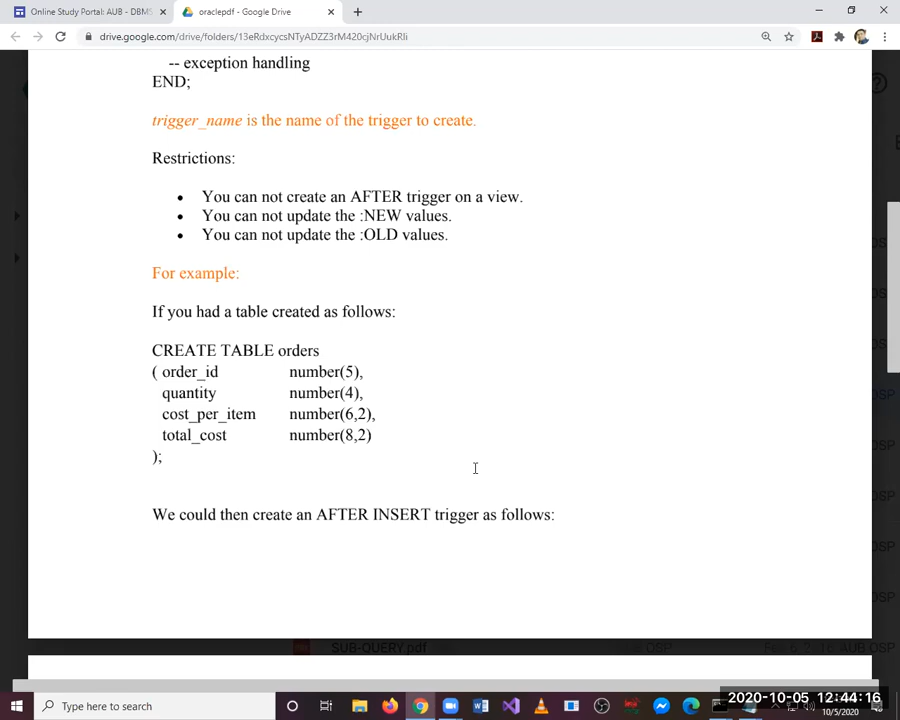 Online Study Portal: AUB - DBMS
oraclepdf - Google Drive
drive.google.com/drive/folders/13eRdxcycsNTyADZZ3rM420cjNrUukRli
-- exception handling
END;
trigger_name is the name of the trigger to create.
Restrictions:
• You can not create an AFTER trigger on a view.
• You can not update the :NEW values.
• You can not update the :OLD values.
For example:
If you had a table created as follows:
CREATE TABLE orders
( order_id number(5),
quantity number(4),
cost_per_item number(6,2),
total_cost number(8,2)
);
We could then create an AFTER INSERT trigger as follows:
SUB-QUERY.pdf
Type here to search
2020-10-05 12:44:16
10/5/2020